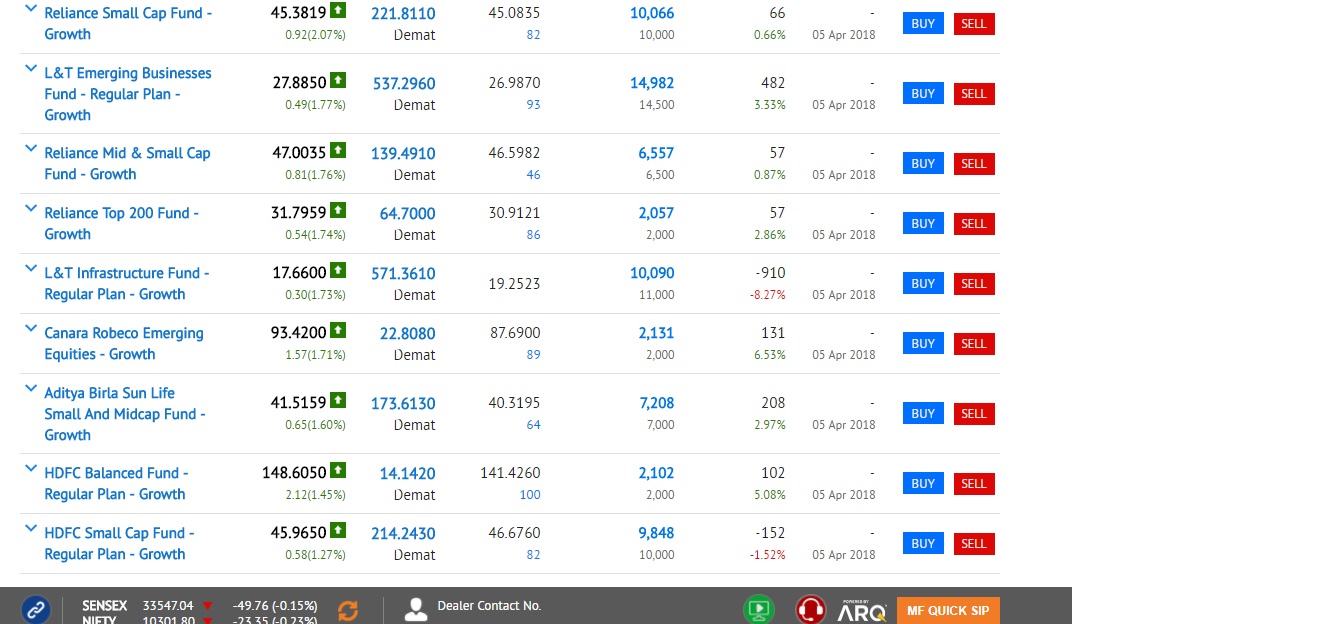 Reliance Small Cap Fund - 45.3819 221.8110 45.0835 10,066 66 - BUY SELL
Growth 0.92(2.07%) Demat 82 10,000 0.66% 05 Apr 2018
L&T Emerging Businesses
Fund - Regular Plan - 27.8850 537.2960 26.9870 14,982 482 - BUY SELL
Growth 0.49(1.77%) Demat 93 14,500 3.33% 05 Apr 2018
Reliance Mid & Small Cap 47.0035 139.4910 46.5982 6,557 57 - BUY SELL
Fund - Growth 0.81(1.76%) Demat 46 6,500 0.87% 05 Apr 2018
Reliance Top 200 Fund - 31.7959 64.7000 30.9121 2,057 57 - BUY SELL
Growth 0.54(1.74%) Demat 86 2,000 2.86% 05 Apr 2018
L&T Infrastructure Fund - 17.6600 571.3610 19.2523 10,090 -910 - BUY SELL
Regular Plan - Growth 0.30(1.73%) Demat 11,000 -8.27% 05 Apr 2018
Canara Robeco Emerging 93.4200 22.8080 87.6900 2,131 131 - BUY SELL
Equities - Growth 1.57(1.71%) Demat 89 2,000 6.53% 05 Apr 2018
Aditya Birla Sun Life
Small And Midcap Fund - 41.5159 173.6130 40.3195 7,208 208 - BUY SELL
Growth 0.65(1.60%) Demat 64 7,000 2.97% 05 Apr 2018
HDFC Balanced Fund - 148.6050 14.1420 141.4260 2,102 102 - BUY SELL
Regular Plan - Growth 2.12(1.45%) Demat 100 2,000 5.08% 05 Apr 2018
HDFC Small Cap Fund - 45.9650 214.2430 46.6760 9,848 -152 - BUY SELL
Regular Plan - Growth 0.58(1.27%) Demat 82 10,000 -1.52% 05 Apr 2018
SENSEX 33547.04 -49.76 (-0.15%) Dealer Contact No. POWERED BY ARQ MF QUICK SIP
NIFTY 10301.80 -23.35 (-0.23%)